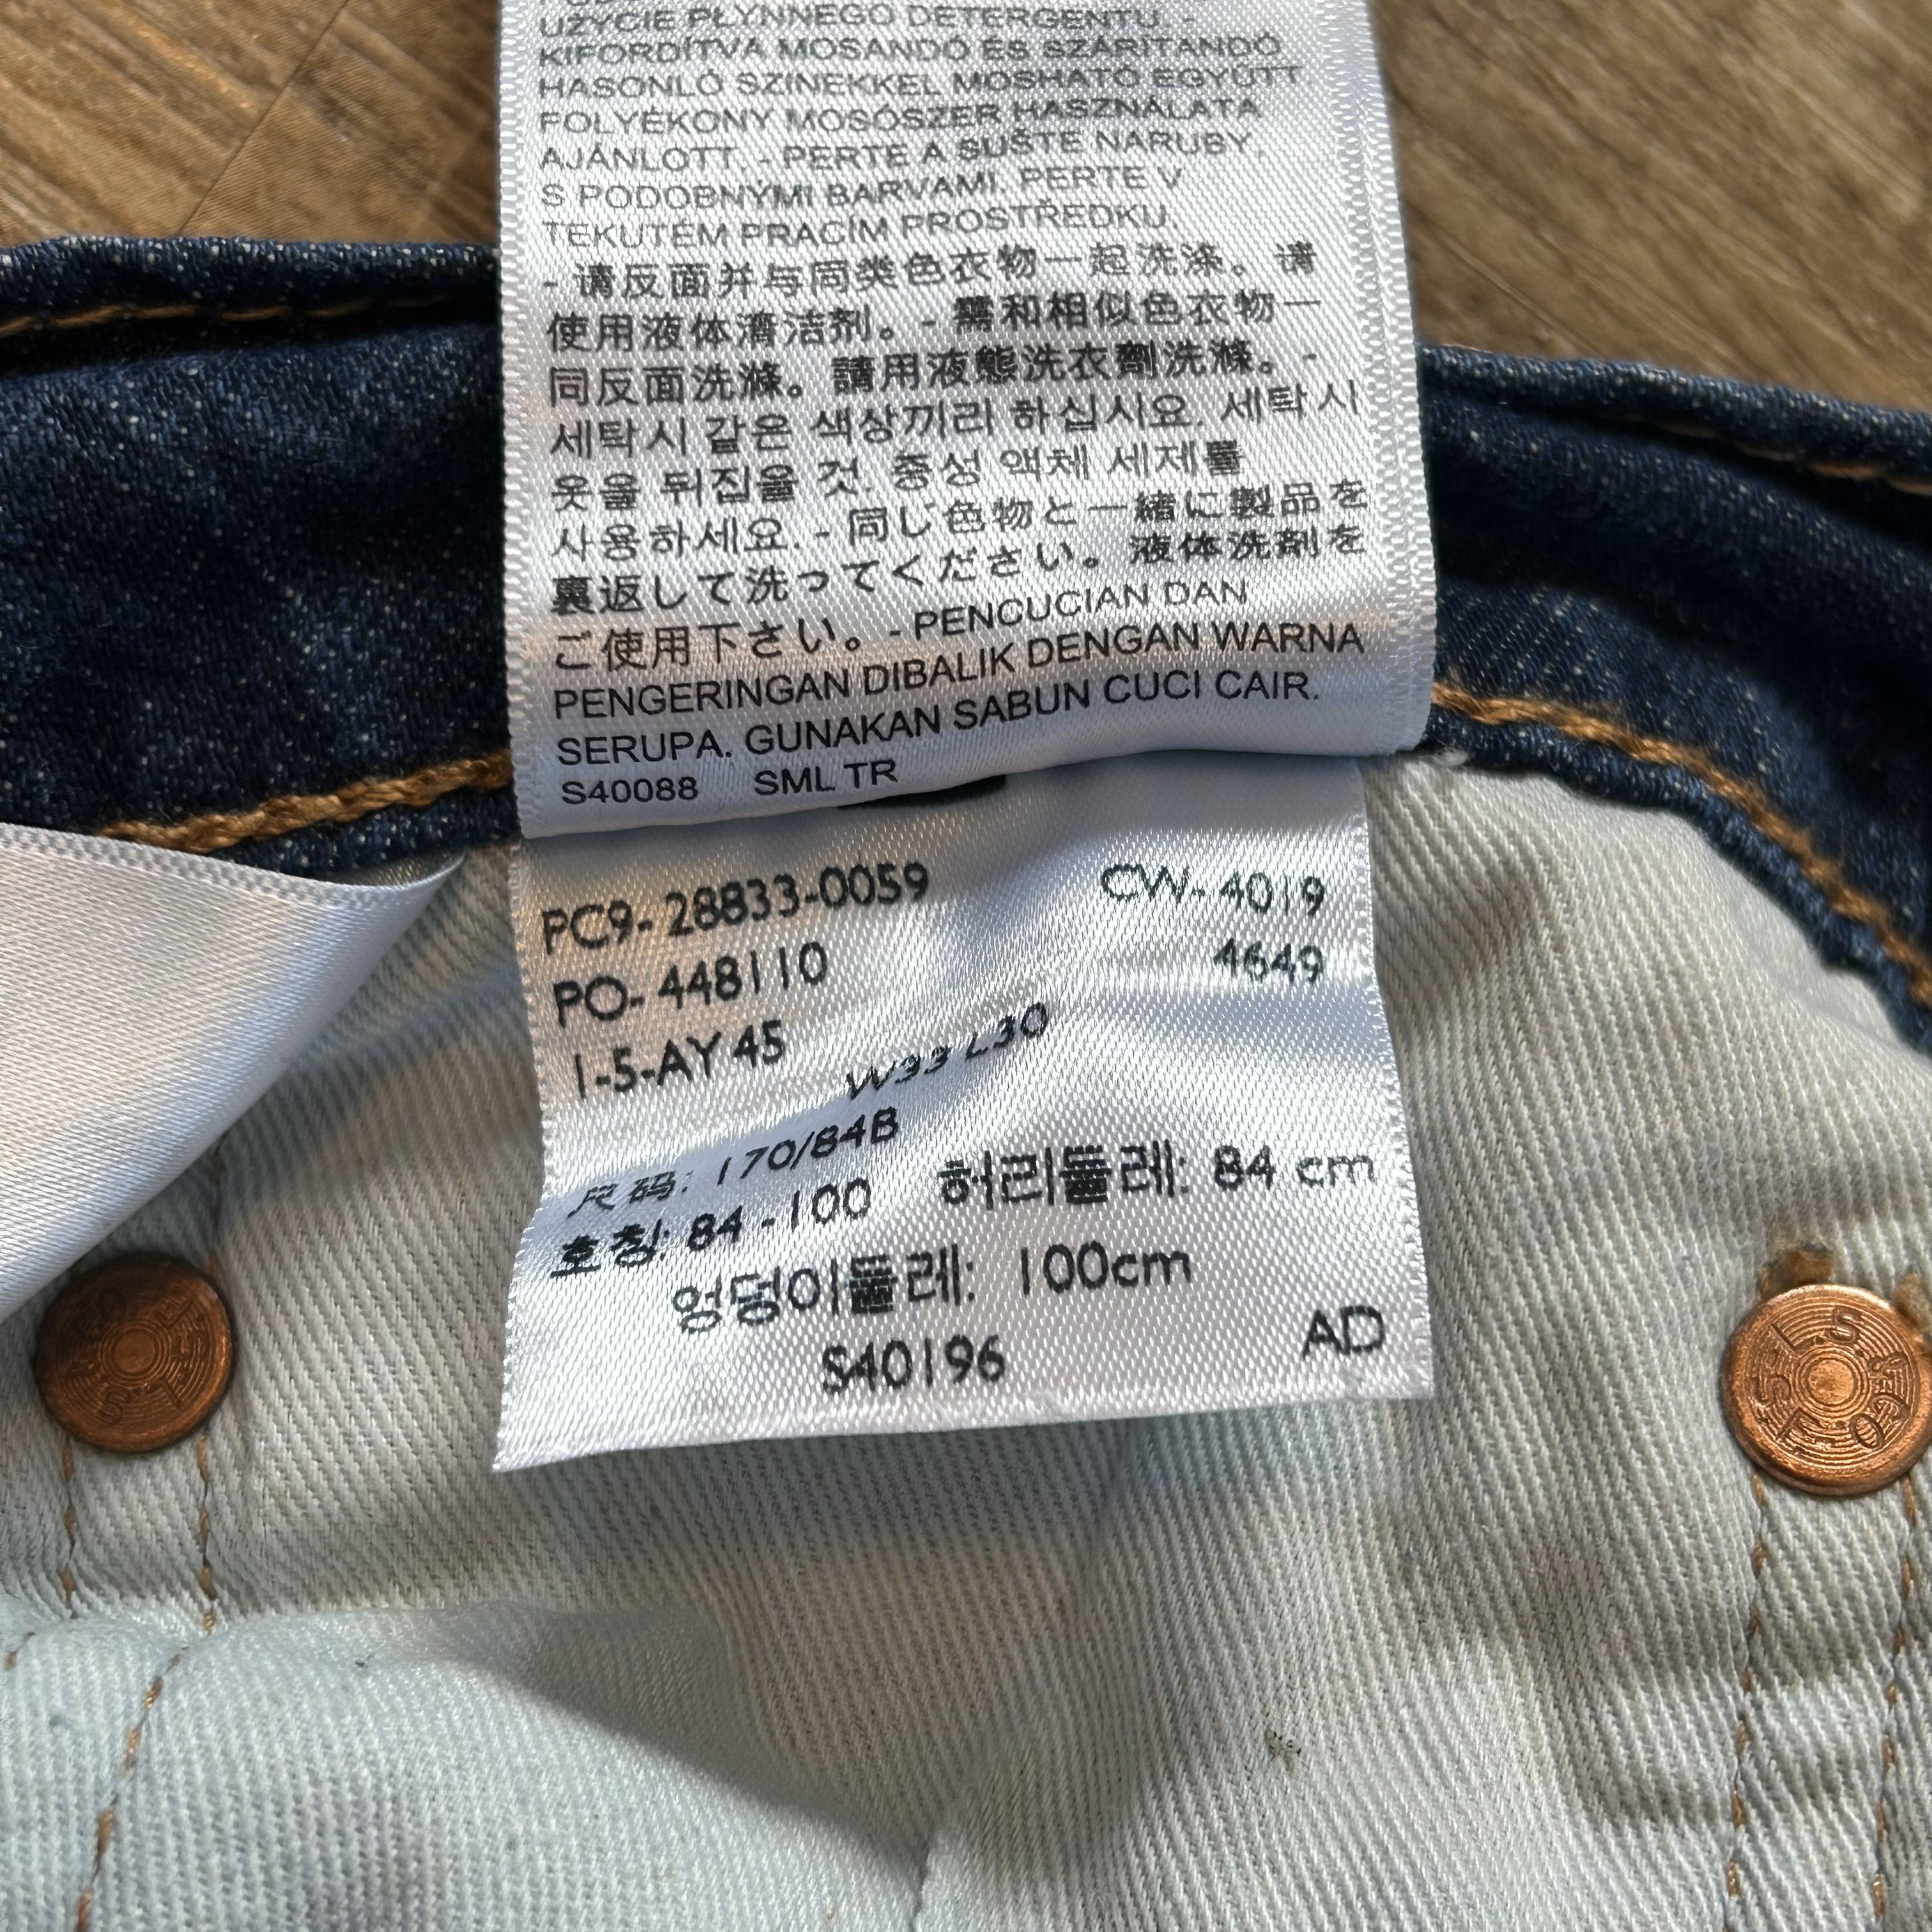 UŻYCIE PŁYNNEGO DETERGENTU. -
KIFORDÍTVA MOSANDÓ ÉS SZÁRÍTANDÓ
HASONLÓ SZINEKKEL MOSHATÓ EGYÜTT
FOLYÉKONY MOSÓSZER HASZNÁLATA
AJÁNLOTT. - PERTE A SUŠTE NARUBY,
S PODOBNÝMI BARVAMI. PERTE V
TEKUTÉM PRACÍM PROSTŘEDKU.
- 请反面并与同类色衣物一起洗涤。请
使用液体清洁剂。- 需和相似色衣物一
同反面洗滌。請用液態洗衣劑洗滌。-
세탁시 같은 색상끼리 하십시요. 세탁시
옷을 뒤집을 것. 중성 액체 세제를
사용하세요. - 同じ色物と一緒に製品を
裏返して洗ってください。液体洗剤を
ご使用下さい。- PENCUCIAN DAN
PENGERINGAN DIBALIK DENGAN WARNA
SERUPA. GUNAKAN SABUN CUCI CAIR.
S40088 SML TR
PC9-28833-0059 CW-4019
PO-448110 4649
1-5-AY 45
W33 L30
尺码: 170/84B
호칭: 84-100 허리둘레: 84 cm
엉덩이둘레: 100cm
S40196 AD